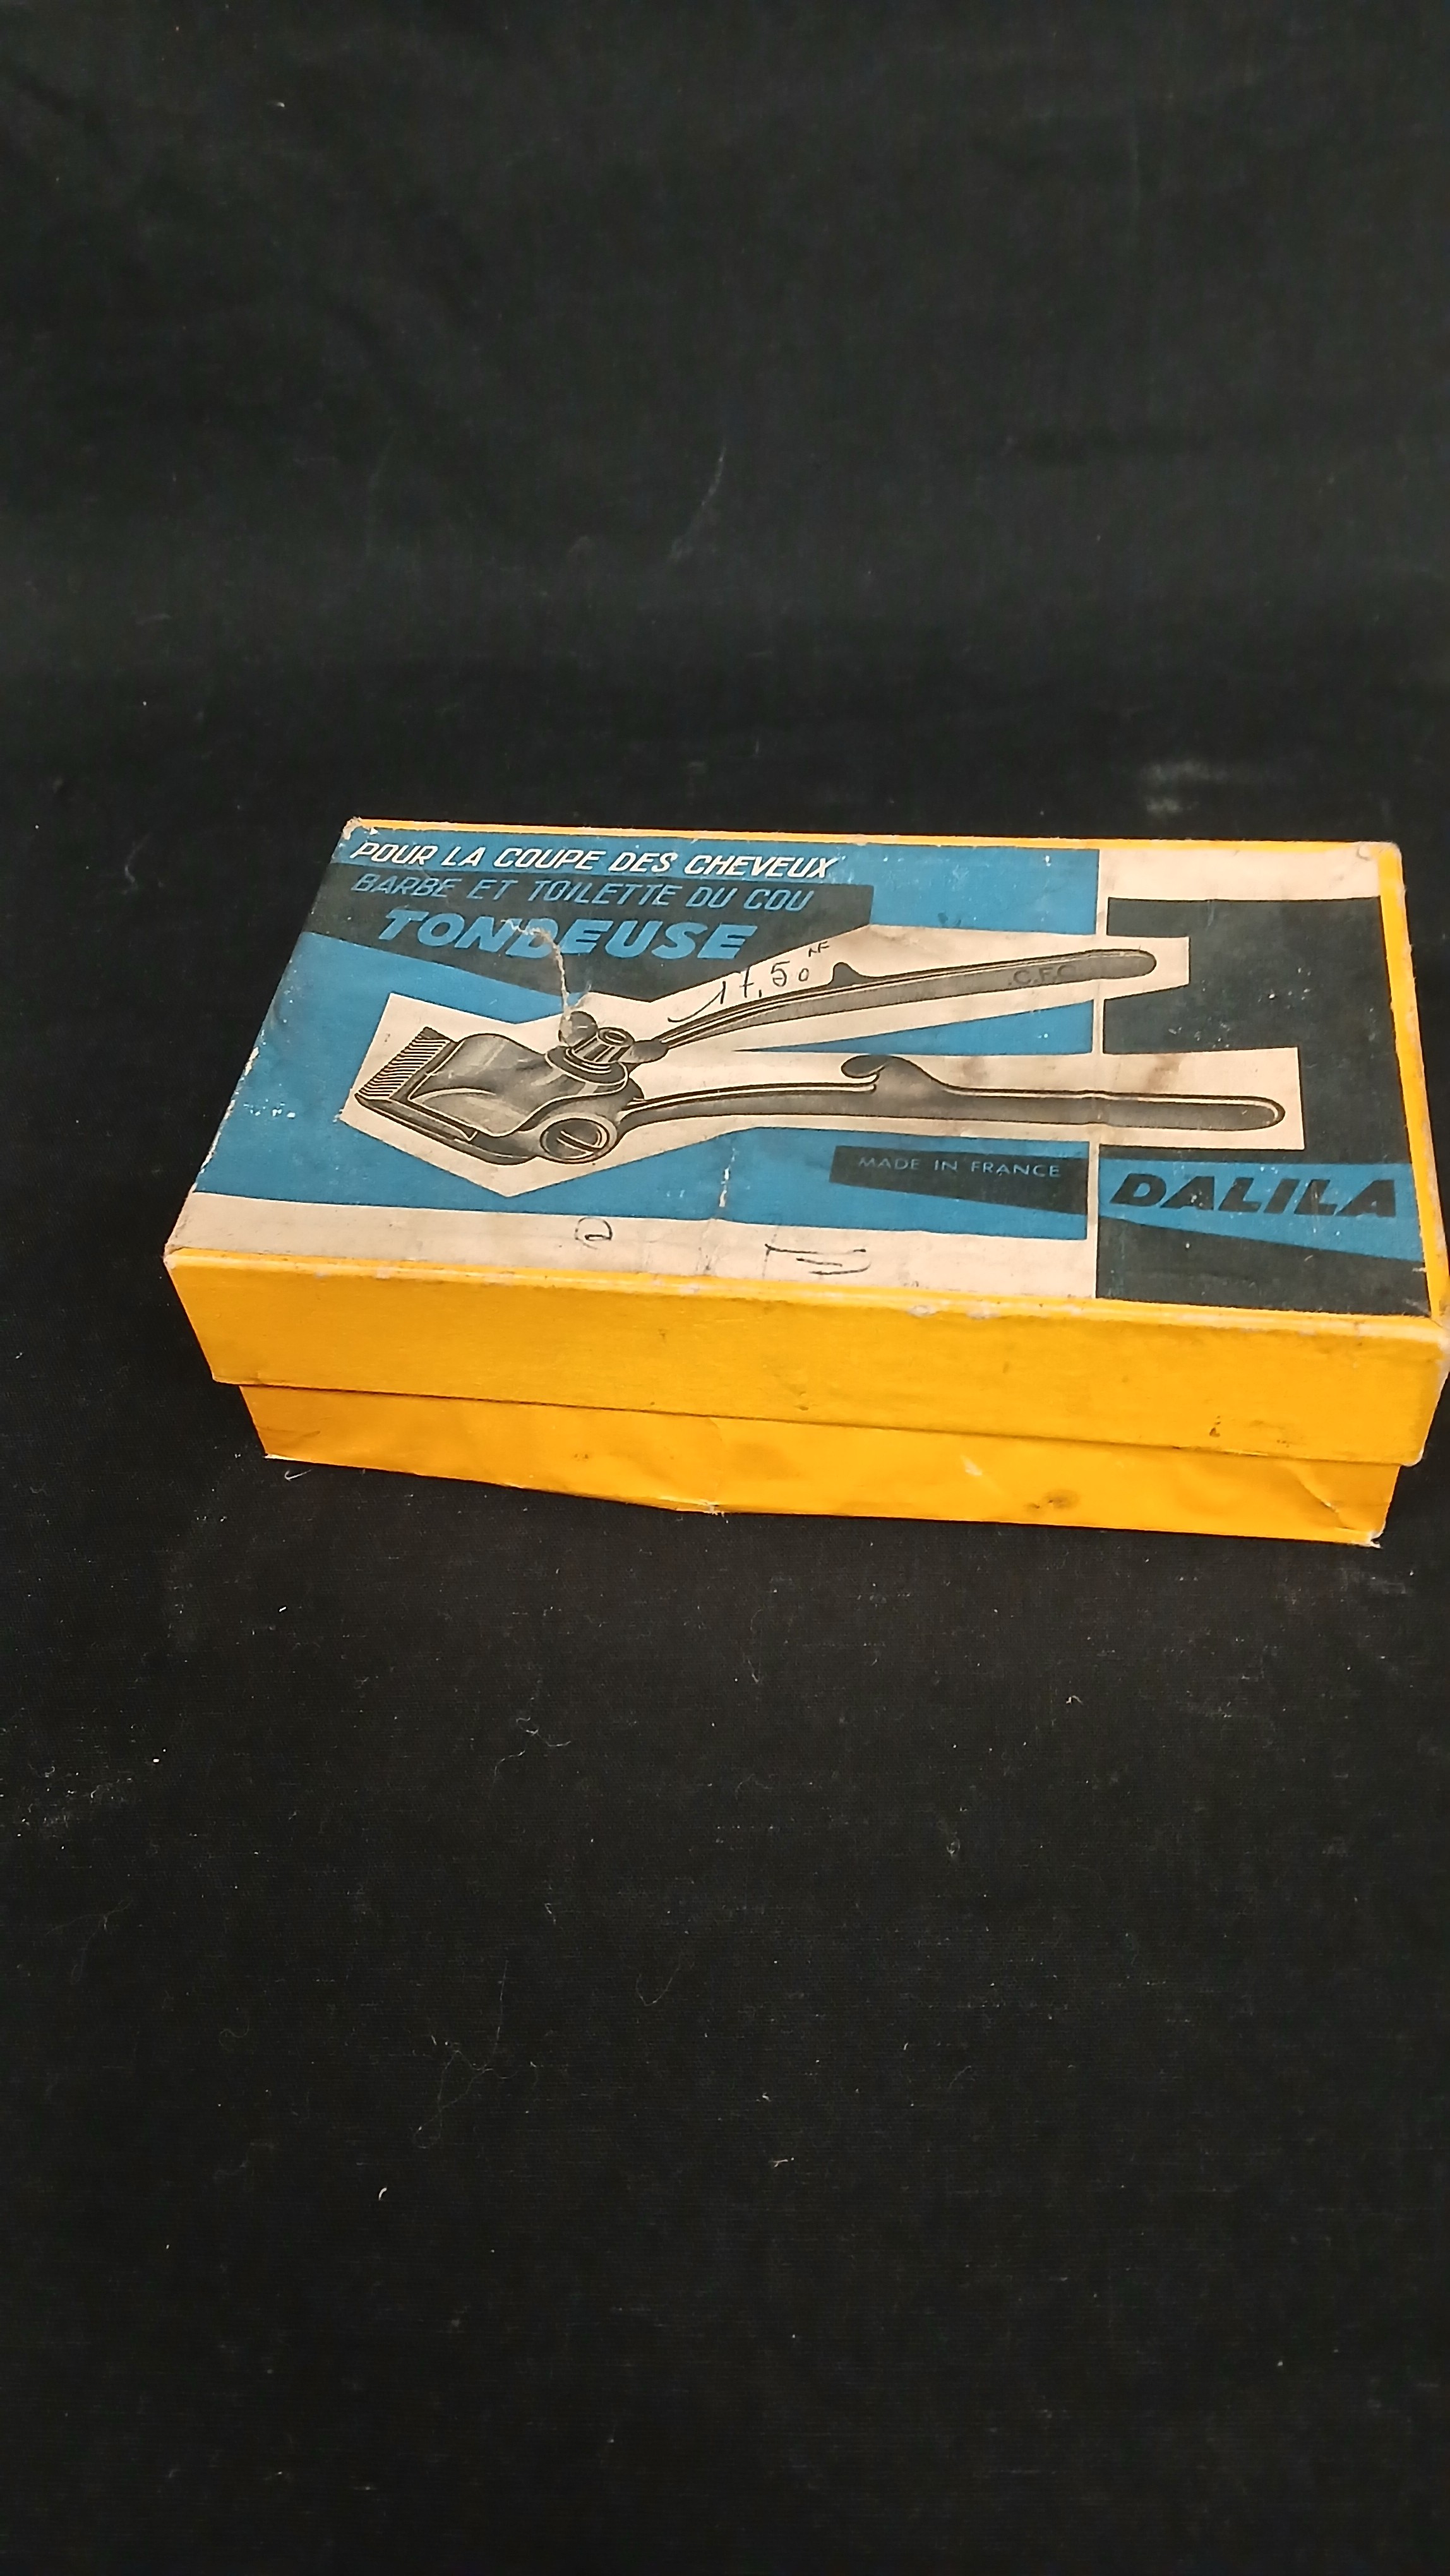 POUR LA COUPE DES CHEVEUX
BARBE ET TOILETTE DU COU
TONDEUSE
17,50 NF
C.F.C.
MADE IN FRANCE
DALILA